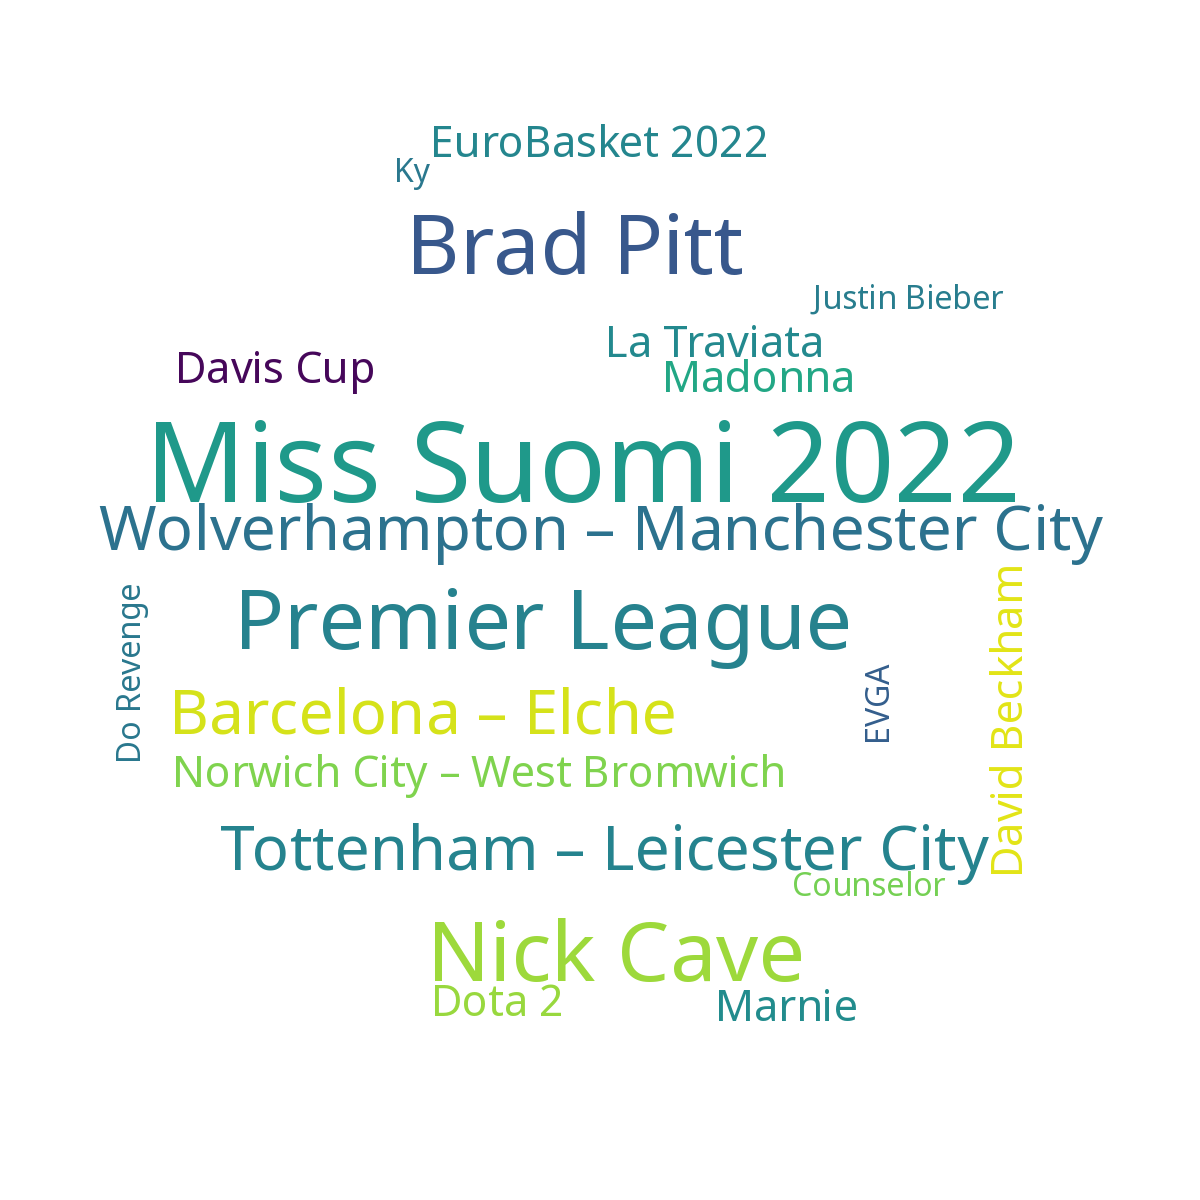 EuroBasket 2022
Ky
Brad Pitt
Justin Bieber
La Traviata
Davis Cup
Madonna
Miss Suomi 2022
Wolverhampton – Manchester City
Do Revenge
Premier League
David Beckham
EVGA
Barcelona – Elche
Norwich City – West Bromwich
Tottenham – Leicester City
Counselor
Nick Cave
Dota 2
Marnie